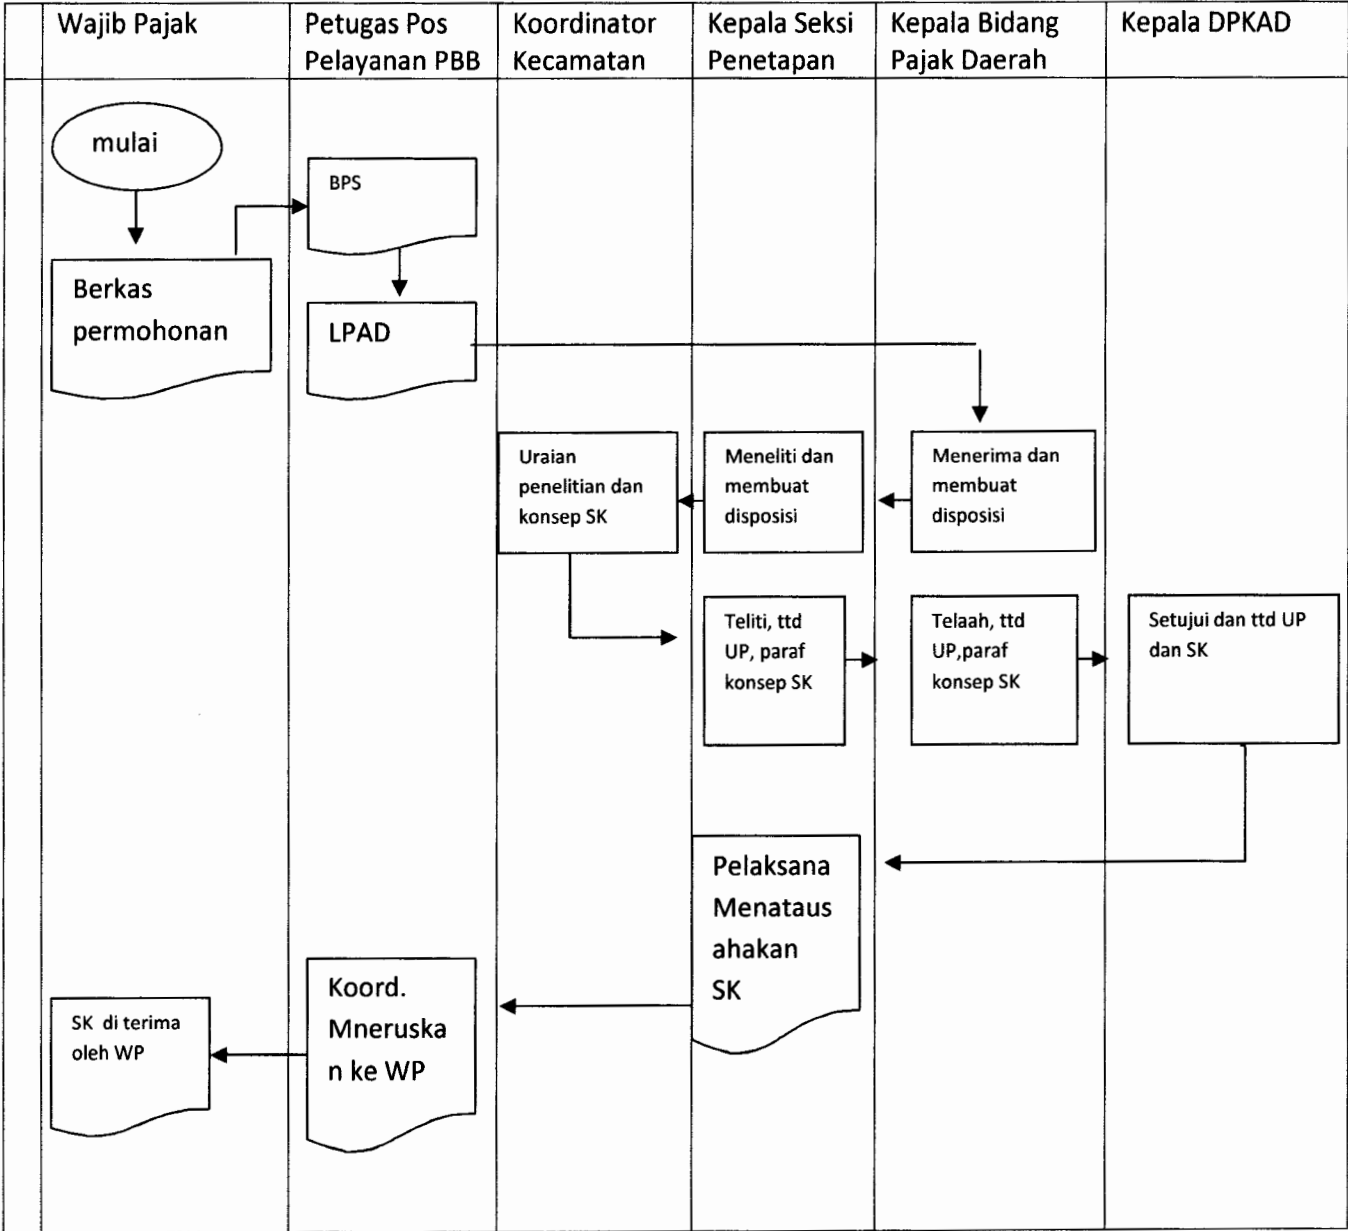 Wajib Pajak
Petugas Pos
Pelayanan PBB
Koordinator
Kecamatan
Kepala Seksi
Penetapan
Kepala Bidang
Pajak Daerah
Kepala DPKAD
mulai
BPS
Berkas
permohonan
LPAD
Uraian
penelitian dan
konsep SK
Meneliti dan
membuat
disposisi
Menerima dan
membuat
disposisi
Teliti, ttd
UP, paraf
konsep SK
Telaah, ttd
UP,paraf
konsep SK
Setujui dan ttd UP
dan SK
Pelaksana
Menataus
ahakan
SK
Koord.
Mneruska
n ke WP
SK di terima
oleh WP